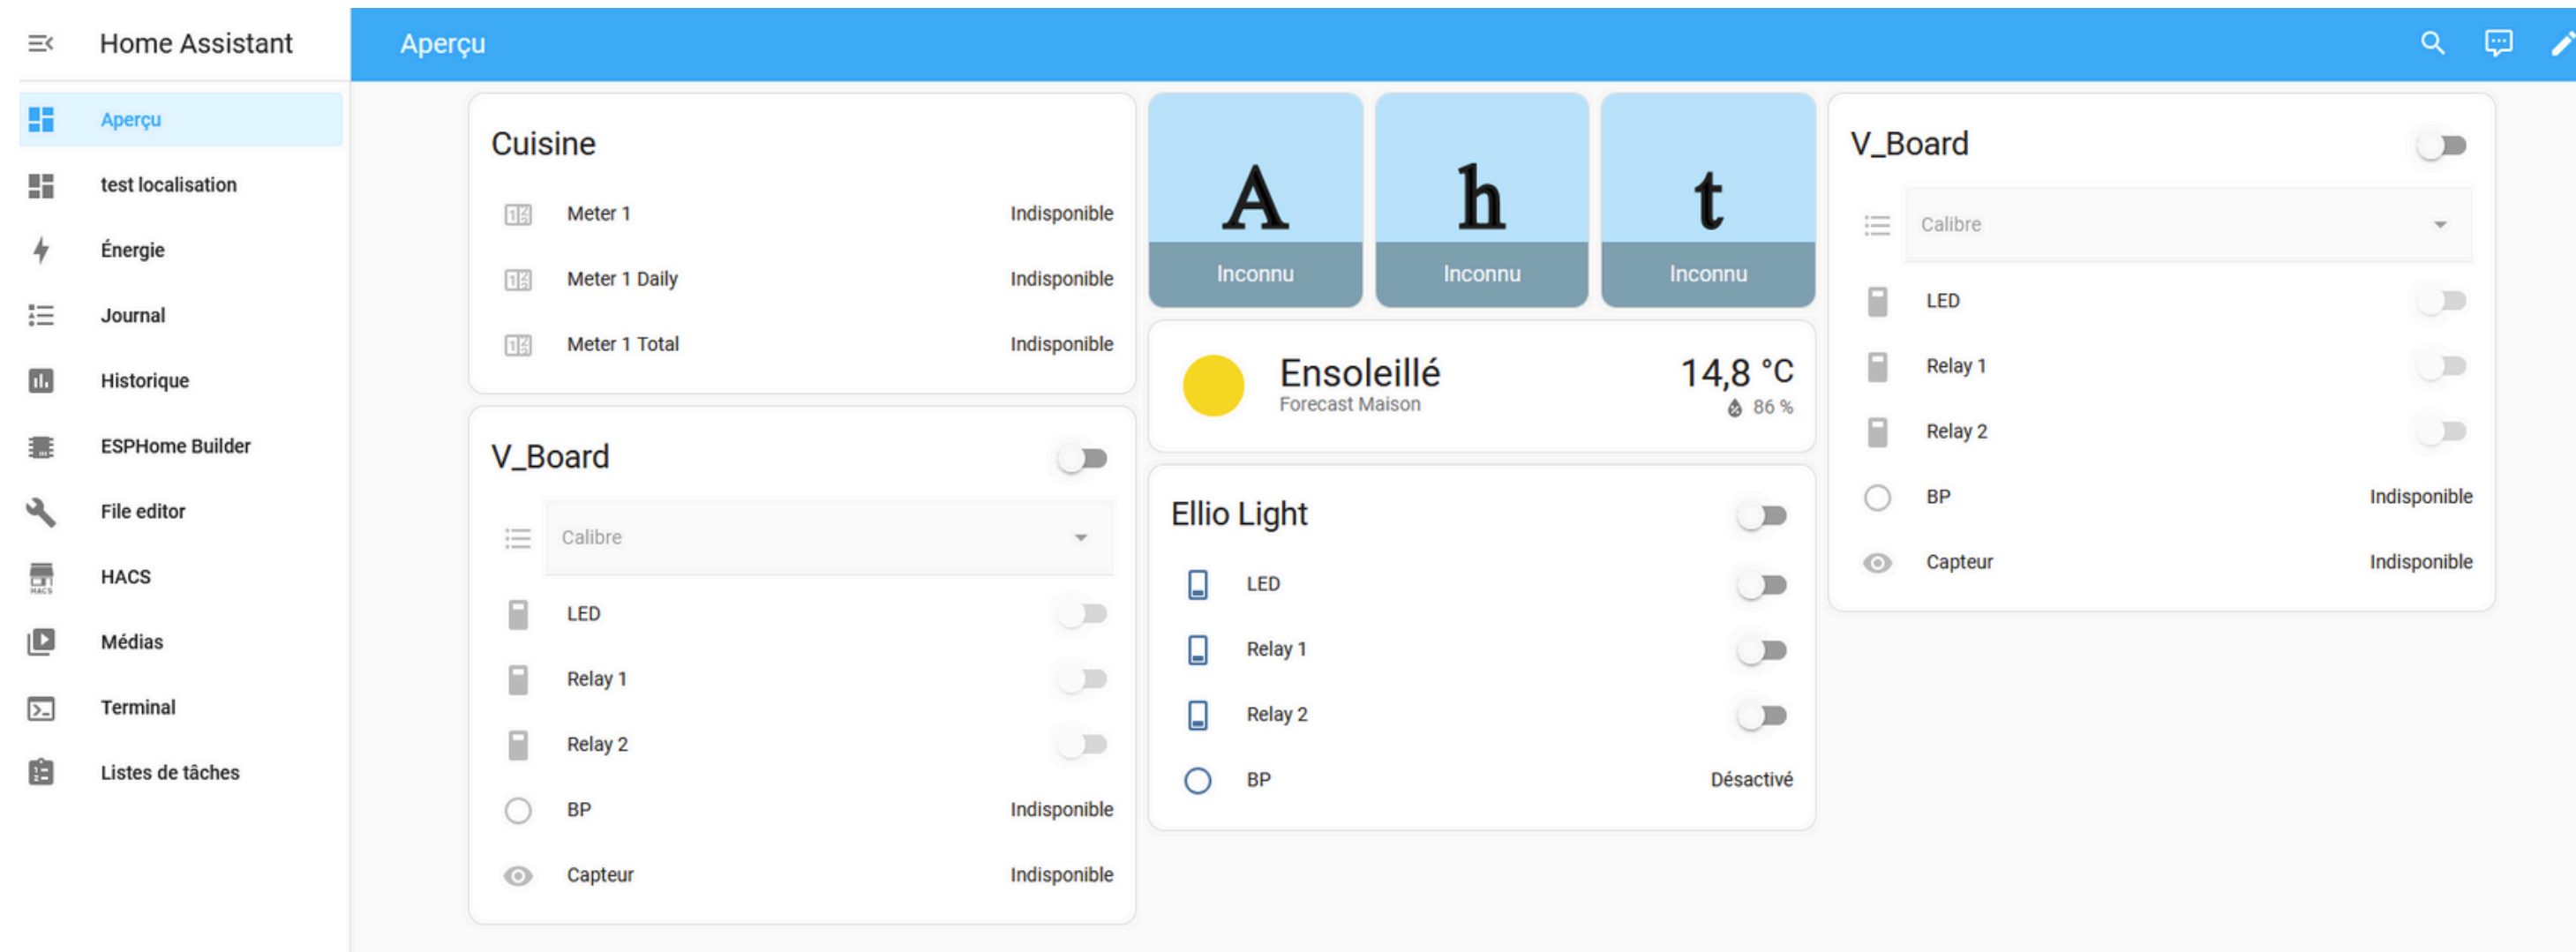 Home Assistant
Aperçu
Aperçu
test localisation
Énergie
Journal
Historique
ESPHome Builder
File editor
HACS
HACS
Médias
Terminal
Listes de tâches
Cuisine
Meter 1 Indisponible
Meter 1 Daily Indisponible
Meter 1 Total Indisponible
V_Board
Calibre
LED
Relay 1
Relay 2
BP Indisponible
Capteur Indisponible
A h t
Inconnu Inconnu Inconnu
Ensoleillé 14,8 °C
Forecast Maison 86 %
Ellio Light
LED
Relay 1
Relay 2
BP Désactivé
V_Board
Calibre
LED
Relay 1
Relay 2
BP Indisponible
Capteur Indisponible